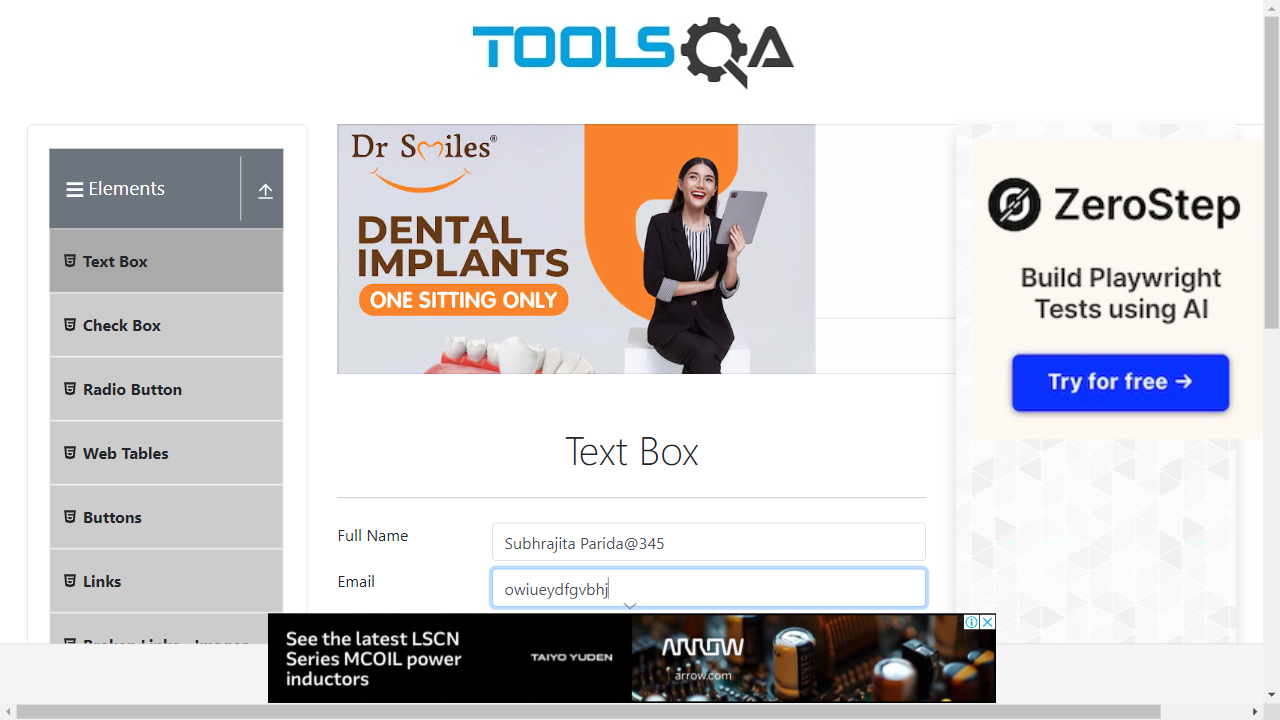 TOOLSQA
Elements
Text Box
Check Box
Radio Button
Web Tables
Buttons
Links
Broken Links - Images
Dr Smiles®
DENTAL
IMPLANTS
ONE SITTING ONLY
ZeroStep
Build Playwright
Tests using AI
Try for free →
Text Box
Full Name
Subhrajita Parida@345
Email
owiueydfgvbhj
See the latest LSCN
Series MCOIL power
inductors
TAIYO YUDEN
ARROW
arrow.com